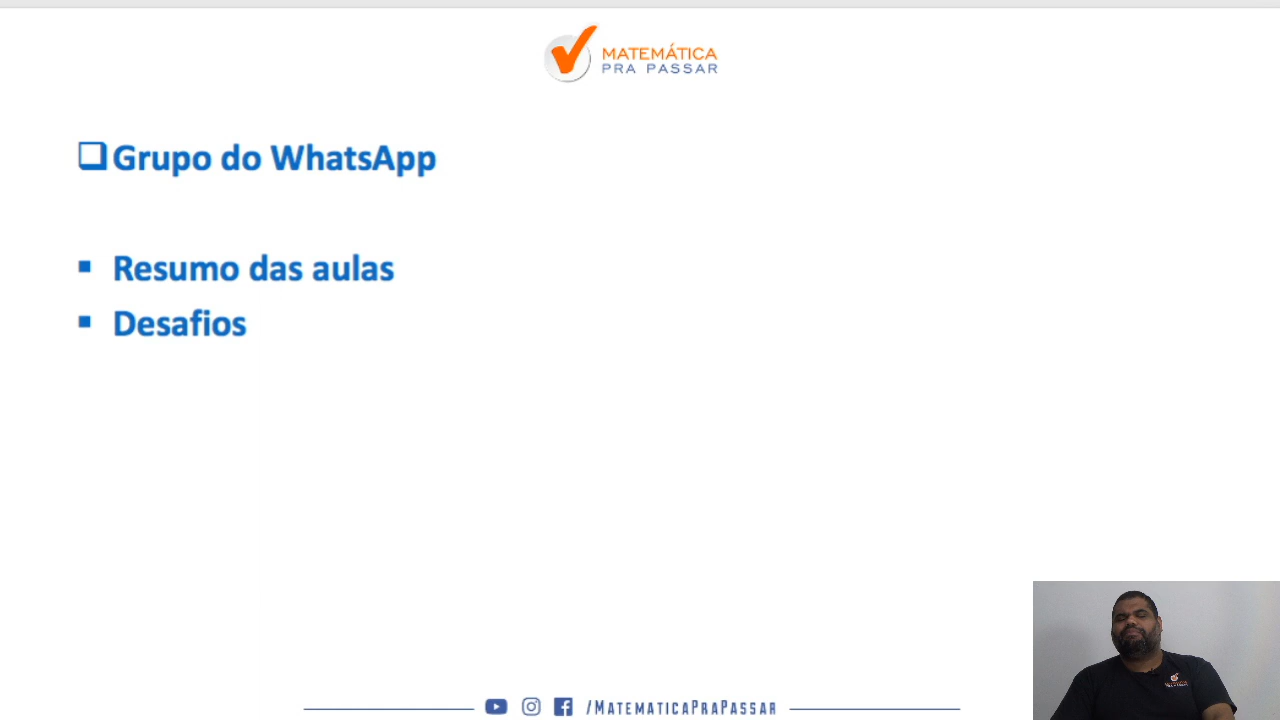 MATEMÁTICA
PRA PASSAR
Grupo do WhatsApp
Resumo das aulas
Desafios
/MATEMATICAPRAPASSAR